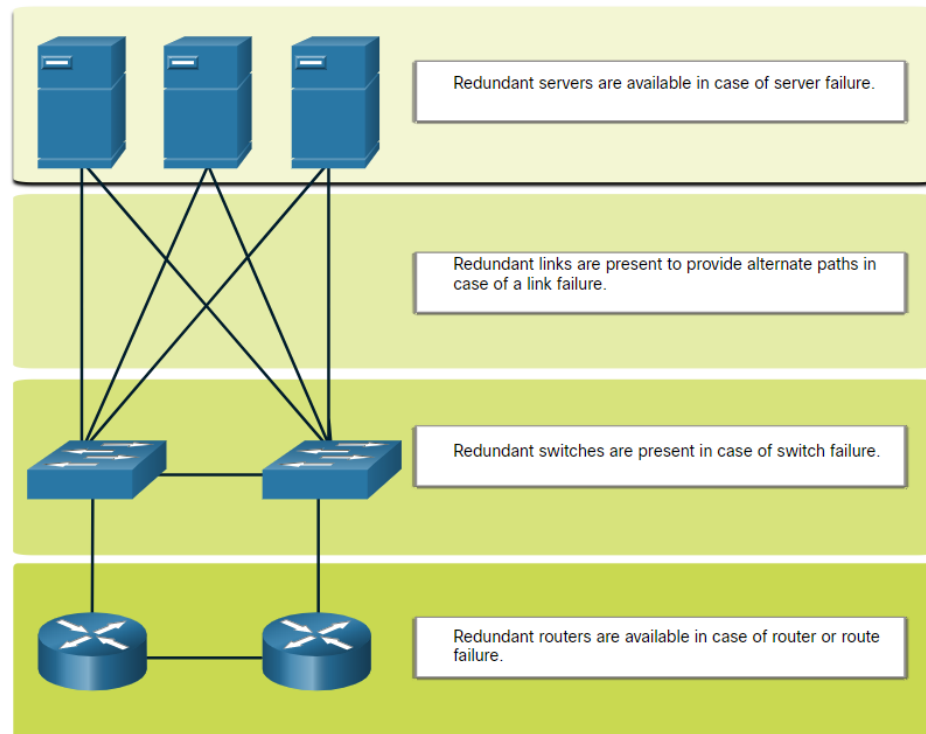 Redundant servers are available in case of server failure.
Redundant links are present to provide alternate paths in
case of a link failure.
Redundant switches are present in case of switch failure.
Redundant routers are available in case of router or route
failure.